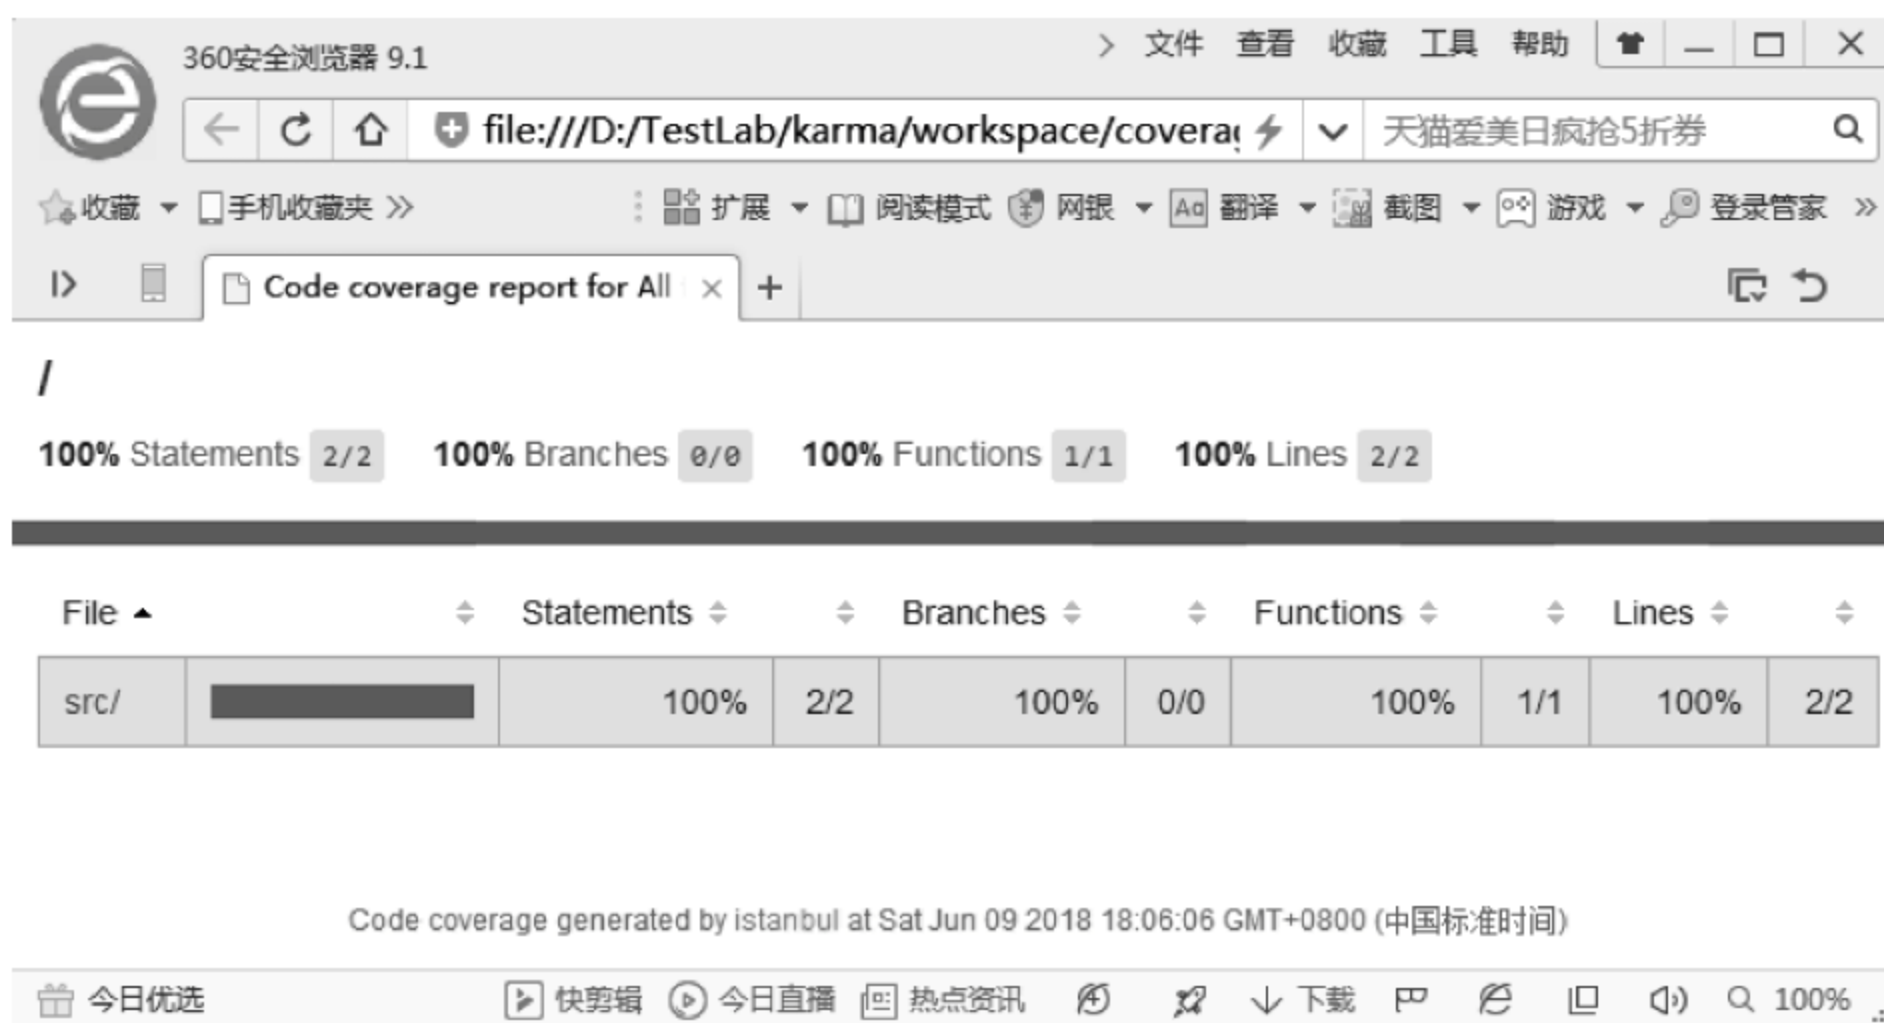 360安全浏览器 9.1 文件 查看 收藏 工具 帮助
file:///D:/TestLab/karma/workspace/coverag 天猫爱美日疯抢5折券
收藏 手机收藏夹 扩展 阅读模式 网银 Aa 翻译 截图 游戏 登录管家
Code coverage report for All
/
100% Statements 2/2 100% Branches 0/0 100% Functions 1/1 100% Lines 2/2
File Statements Branches Functions Lines
src/ 100% 2/2 100% 0/0 100% 1/1 100% 2/2
Code coverage generated by istanbul at Sat Jun 09 2018 18:06:06 GMT+0800 (中国标准时间)
今日优选 快剪辑 今日直播 热点资讯 下载 100%